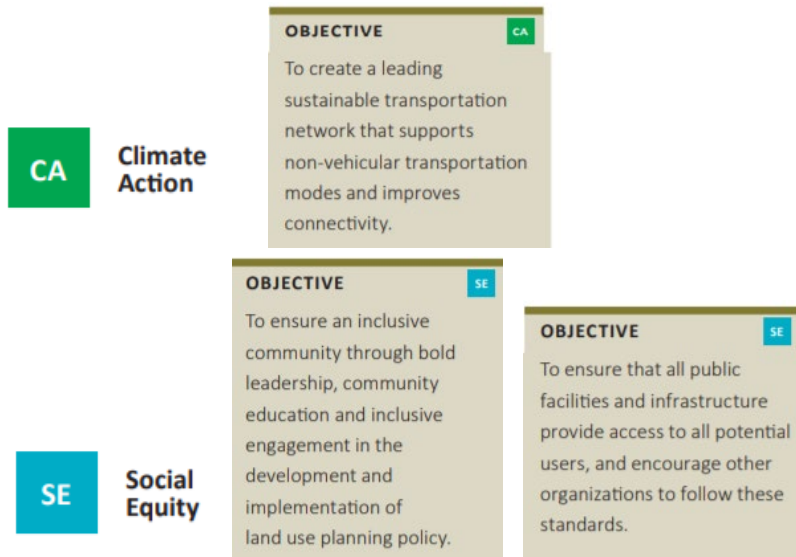 OBJECTIVE CA
To create a leading
sustainable transportation
network that supports
non-vehicular transportation
modes and improves
connectivity.
CA
Climate
Action
OBJECTIVE SE
To ensure an inclusive
community through bold
leadership, community
education and inclusive
engagement in the
development and
implementation of
land use planning policy.
OBJECTIVE SE
To ensure that all public
facilities and infrastructure
provide access to all potential
users, and encourage other
organizations to follow these
standards.
SE
Social
Equity